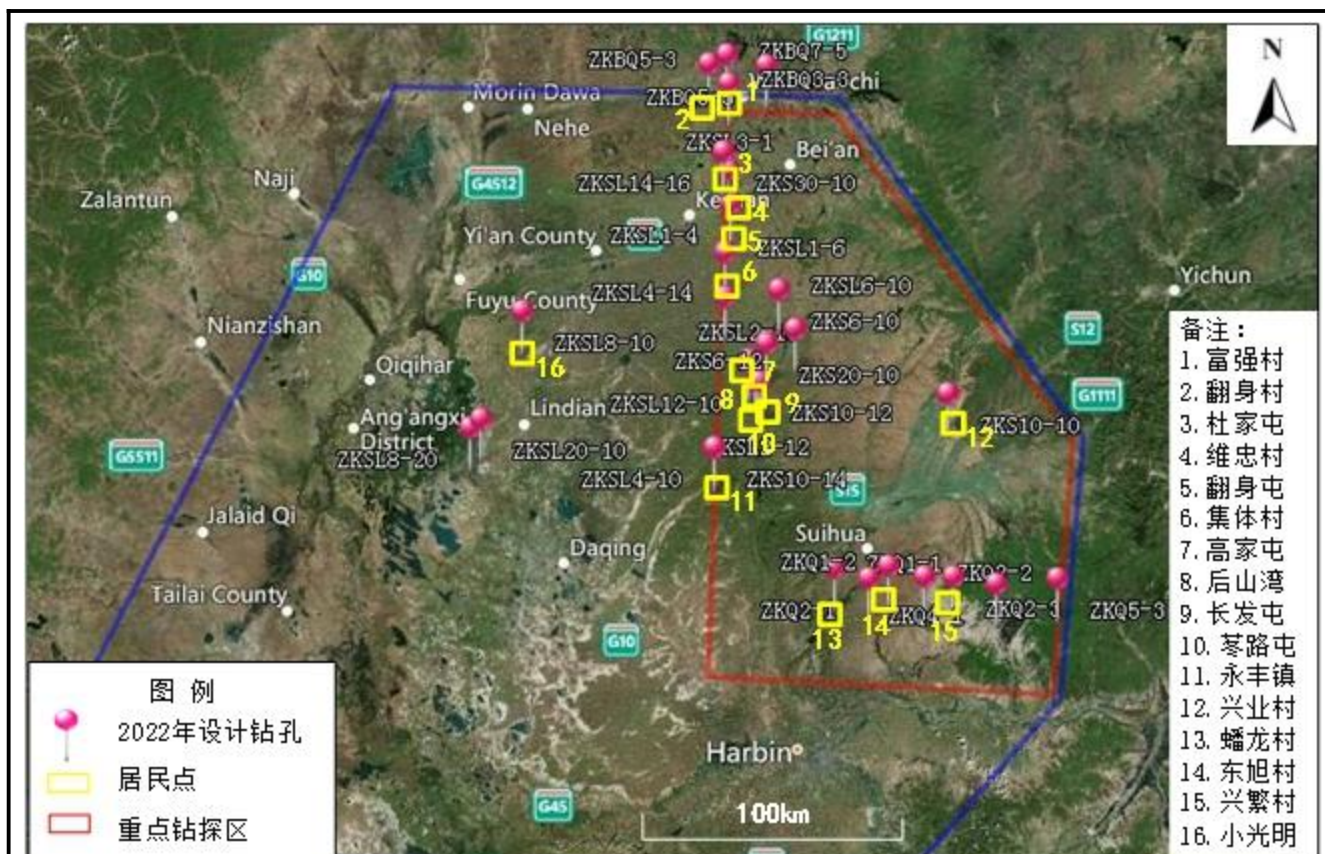 G1211
N
ZKBQ5-3
ZKBQ7-5
ZKBQ3-3
chi
Morin Dawa
1
2
Nehe
ZKSL3-1
Bei'an
Naji
G4512
ZKSL14-16
3
ZKS30-10
Zalantun
4
Yi'an County
ZKSL1-4
5
ZKSL1-6
G10
Yichun
Fuyu County
ZKSL4-14
6
ZKSL6-10
Nianzishan
ZKS6-10
S12
ZKSL8-10
16
ZKS6-12
7
ZKS20-10
Qiqihar
G1111
Ang'angxi
District
Lindian
ZKSL12-10
8
9
ZKS10-12
10
12
ZKS10-10
G5511
ZKSL8-20
ZKSL20-10
ZKSL4-10
ZKS10-14
11
S15
Jalaid Qi
Suihua
Daqing
ZKQ1-2
ZKQ1-1
Tailai County
ZKQ2-1
ZKQ2-3
ZKQ5-3
13
14
15
G10
Harbin
G45
100km
图 例
2022年设计钻孔
居民点
重点钻探区
备注:
1. 富强村
2. 翻身村
3. 杜家屯
4. 维忠村
5. 翻身屯
6. 集体村
7. 高家屯
8. 后山湾
9. 长发屯
10. 苓路屯
11. 永丰镇
12. 兴业村
13. 蟠龙村
14. 东旭村
15. 兴繁村
16. 小光明